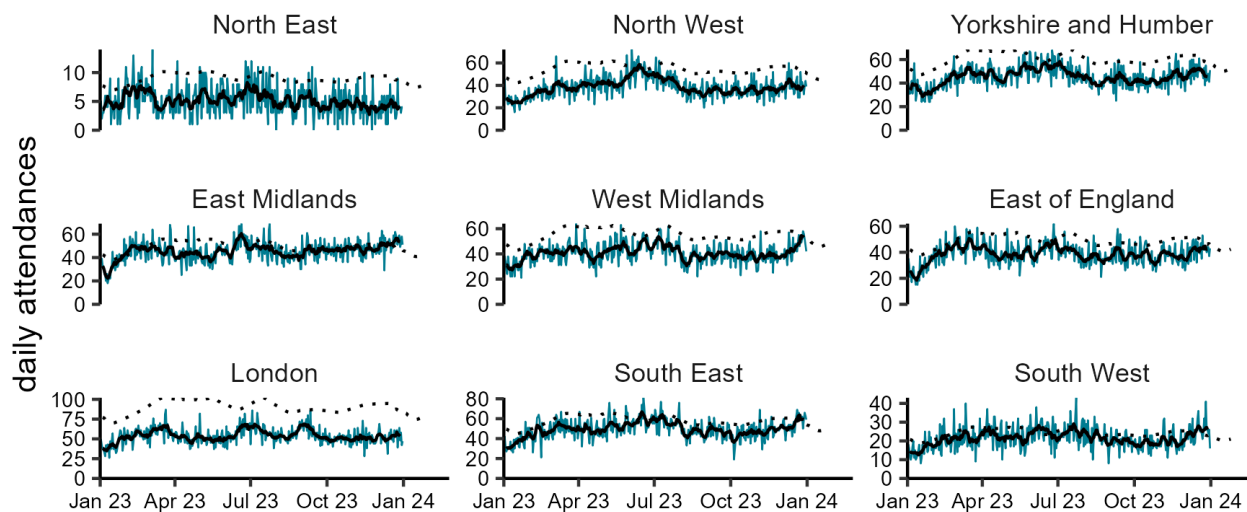 North East North West Yorkshire and Humber
10 5 0
60 40 20 0
60 40 20 0
East Midlands West Midlands East of England
60 40 20 0
60 40 20 0
60 40 20 0
daily attendances
London South East South West
100 75 50 25 0
80 60 40 20 0
40 30 20 10 0
Jan 23 Apr 23 Jul 23 Oct 23 Jan 24 Jan 23 Apr 23 Jul 23 Oct 23 Jan 24 Jan 23 Apr 23 Jul 23 Oct 23 Jan 24